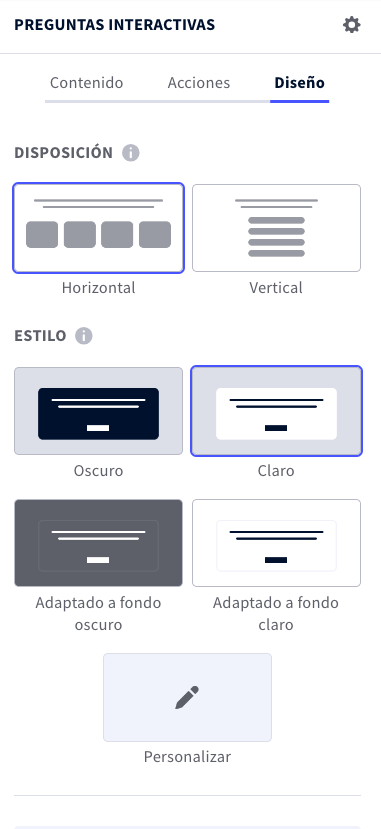 PREGUNTAS INTERACTIVAS
Contenido Acciones Diseño
DISPOSICIÓN
Horizontal Vertical
ESTILO
Oscuro Claro
Adaptado a fondo oscuro
Adaptado a fondo claro
Personalizar